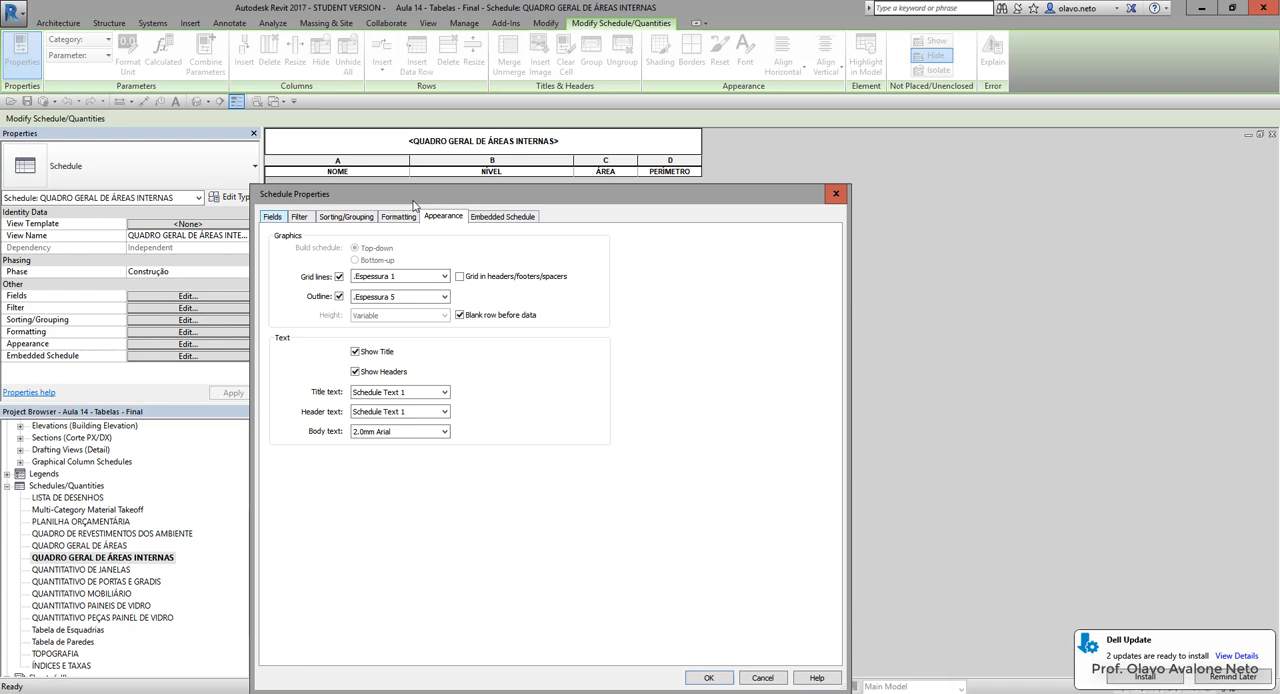 Autodesk Revit 2017 - STUDENT VERSION - Aula 14 - Tabelas - Final - Schedule: QUADRO GERAL DE ÁREAS INTERNAS
Type a keyword or phrase
olavo.neto
Architecture Structure Systems Insert Annotate Analyze Massing & Site Collaborate View Manage Add-Ins Modify Modify Schedule/Quantities
Properties
Category:
Parameter:
Format Unit
Calculated
Combine Parameters
Insert
Delete
Resize
Hide
Unhide All
Insert
Insert Data Row
Delete
Resize
Merge Unmerge
Insert Image
Clear Cell
Group
Ungroup
Shading
Borders
Reset
Font
Align Horizontal
Align Vertical
Highlight in Model
Show
Hide
Isolate
Explain
Properties Parameters Columns Rows Titles & Headers Appearance Element Not Placed/Unenclosed Error
Modify Schedule/Quantities
Properties
Schedule
Schedule: QUADRO GERAL DE ÁREAS INTERNAS
Edit Typ
Identity Data
View Template <None>
View Name QUADRO GERAL DE ÁREAS INTE...
Dependency Independent
Phasing
Phase Construção
Other
Fields Edit...
Filter Edit...
Sorting/Grouping Edit...
Formatting Edit...
Appearance Edit...
Embedded Schedule Edit...
Properties help
Apply
Project Browser - Aula 14 - Tabelas - Final
Elevations (Building Elevation)
Sections (Corte PX/DX)
Drafting Views (Detail)
Graphical Column Schedules
Legends
Schedules/Quantities
LISTA DE DESENHOS
Multi-Category Material Takeoff
PLANILHA ORÇAMENTÁRIA
QUADRO DE REVESTIMENTOS DOS AMBIENTE
QUADRO GERAL DE ÁREAS
QUADRO GERAL DE ÁREAS INTERNAS
QUANTITATIVO DE JANELAS
QUANTITATIVO DE PORTAS E GRADIS
QUANTITATIVO MOBILIÁRIO
QUANTITATIVO PAINEIS DE VIDRO
QUANTITATIVO PEÇAS PAINEL DE VIDRO
Tabela de Esquadrias
Tabela de Paredes
TOPOGRAFIA
ÍNDICES E TAXAS
Ready
<QUADRO GERAL DE ÁREAS INTERNAS>
A B C D
NOME NÍVEL ÁREA PERÍMETRO
Schedule Properties
Fields Filter Sorting/Grouping Formatting Appearance Embedded Schedule
Graphics
Build schedule: Top-down
Bottom-up
Grid lines: .Espessura 1 Grid in headers/footers/spacers
Outline: .Espessura 5
Height: Variable Blank row before data
Text
Show Title
Show Headers
Title text: Schedule Text 1
Header text: Schedule Text 1
Body text: 2.0mm Arial
OK Cancel Help
Main Model
Dell Update
2 updates are ready to install View Details
Prof. Olavo Avalone Neto
Install Remind Later